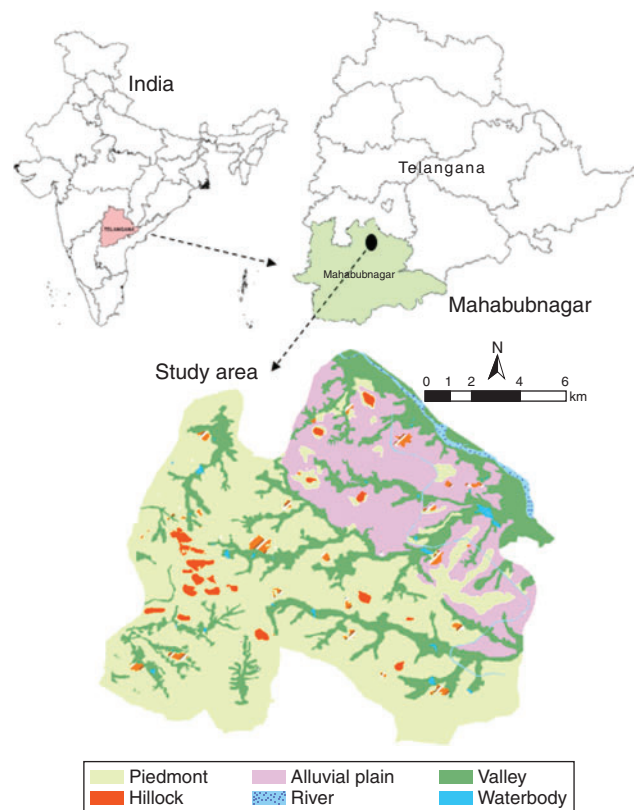 India
TELANGANA
Telangana
Mahabubnagar
Mahabubnagar
Study area
N
0 1 2 4 6
km
Piedmont Alluvial plain Valley
Hillock River Waterbody